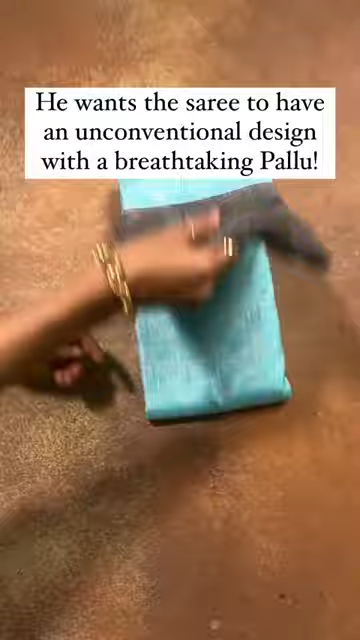 He wants the saree to have
an unconventional design
with a breathtaking Pallu!